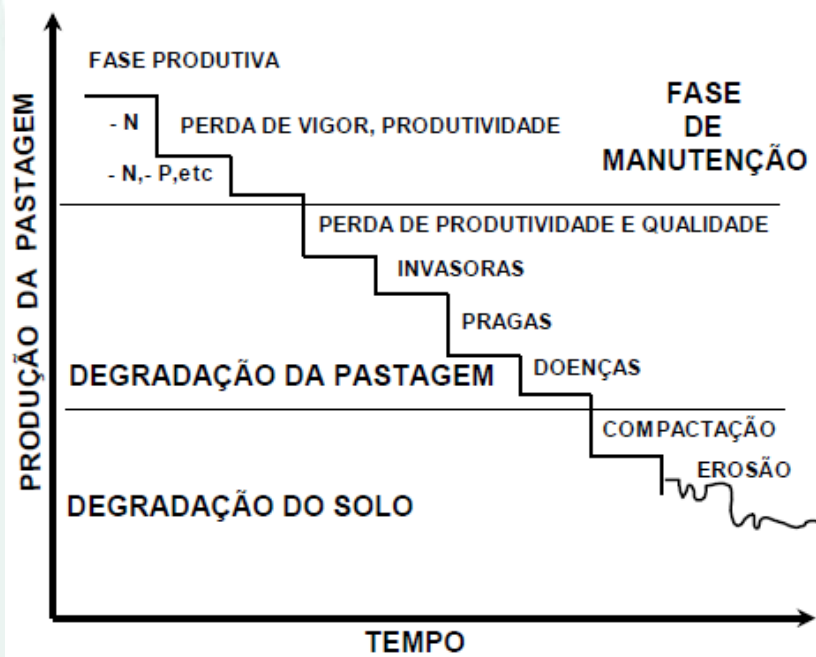 FASE PRODUTIVA
FASE
DE
MANUTENÇÃO
- N
PERDA DE VIGOR, PRODUTIVIDADE
- N,- P,etc
PERDA DE PRODUTIVIDADE E QUALIDADE
INVASORAS
PRAGAS
DOENÇAS
DEGRADAÇÃO DA PASTAGEM
COMPACTAÇÃO
EROSÃO
DEGRADAÇÃO DO SOLO
PRODUÇÃO DA PASTAGEM
TEMPO